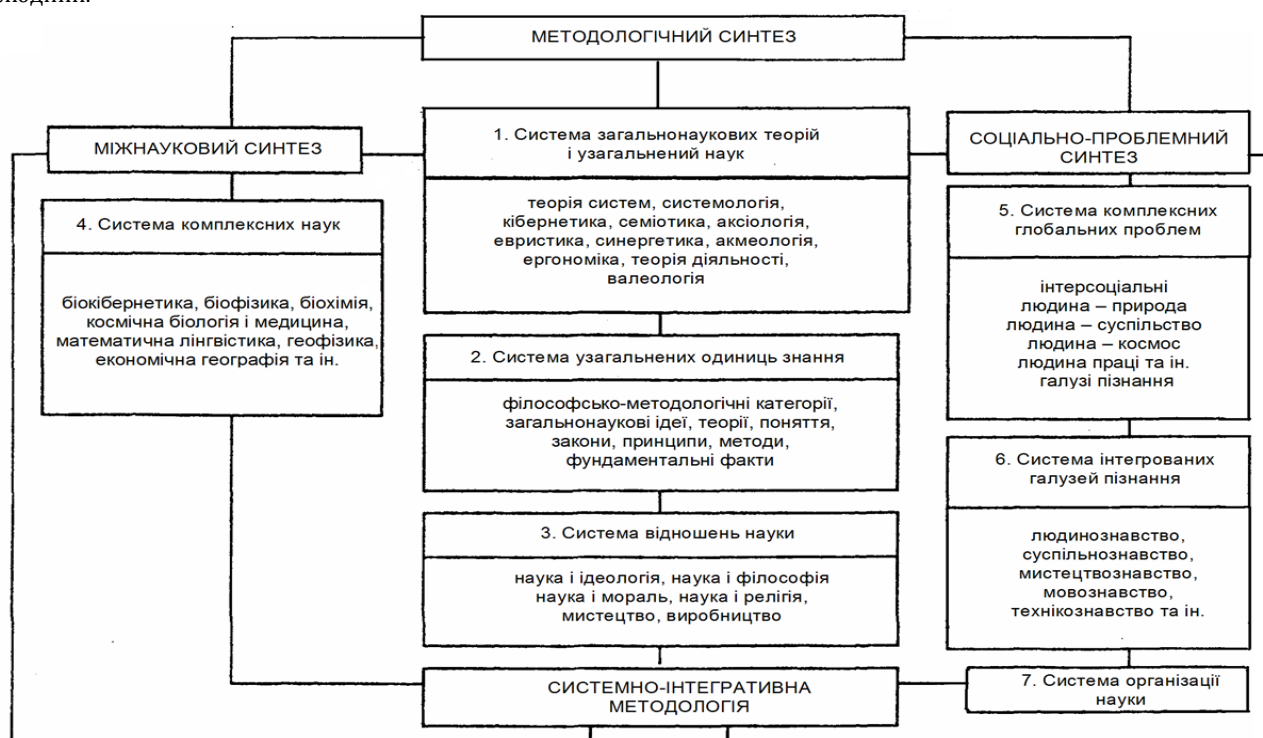 МЕТОДОЛОГІЧНИЙ СИНТЕЗ
МІЖНАУКОВИЙ СИНТЕЗ
1. Система загальнонаукових теорій
і узагальнений наук
СОЦІАЛЬНО-ПРОБЛЕМНИЙ
СИНТЕЗ
4. Система комплексних наук
біокібернетика, біофізика, біохімія,
космічна біологія і медицина,
математична лінгвістика, геофізика,
економічна географія та ін.
теорія систем, системологія,
кібернетика, семіотика, аксіологія,
евристика, синергетика, акмеологія,
ергономіка, теорія діяльності,
валеологія
5. Система комплексних
глобальних проблем
інтерсоціальні
людина – природа
людина – суспільство
людина – космос
людина праці та ін.
галузі пізнання
2. Система узагальнених одиниць знання
філософсько-методологічні категорії,
загальнонаукові ідеї, теорії, поняття,
закони, принципи, методи,
фундаментальні факти
6. Система інтегрованих
галузей пізнання
людинознавство,
суспільнознавство,
мистецтвознавство,
мовознавство,
технікознавство та ін.
3. Система відношень науки
наука і ідеологія, наука і філософія
наука і мораль, наука і релігія,
мистецтво, виробництво
СИСТЕМНО-ІНТЕГРАТИВНА
МЕТОДОЛОГІЯ
7. Система організації
науки